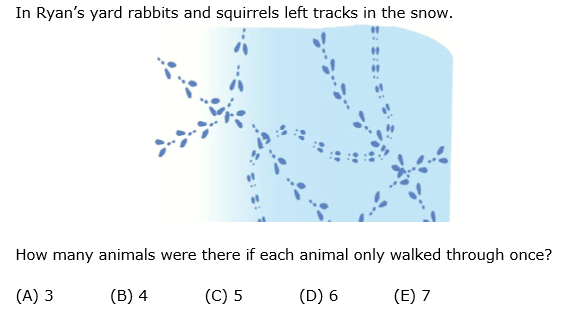 In Ryan’s yard rabbits and squirrels left tracks in the snow.
How many animals were there if each animal only walked through once?
(A) 3 (B) 4 (C) 5 (D) 6 (E) 7